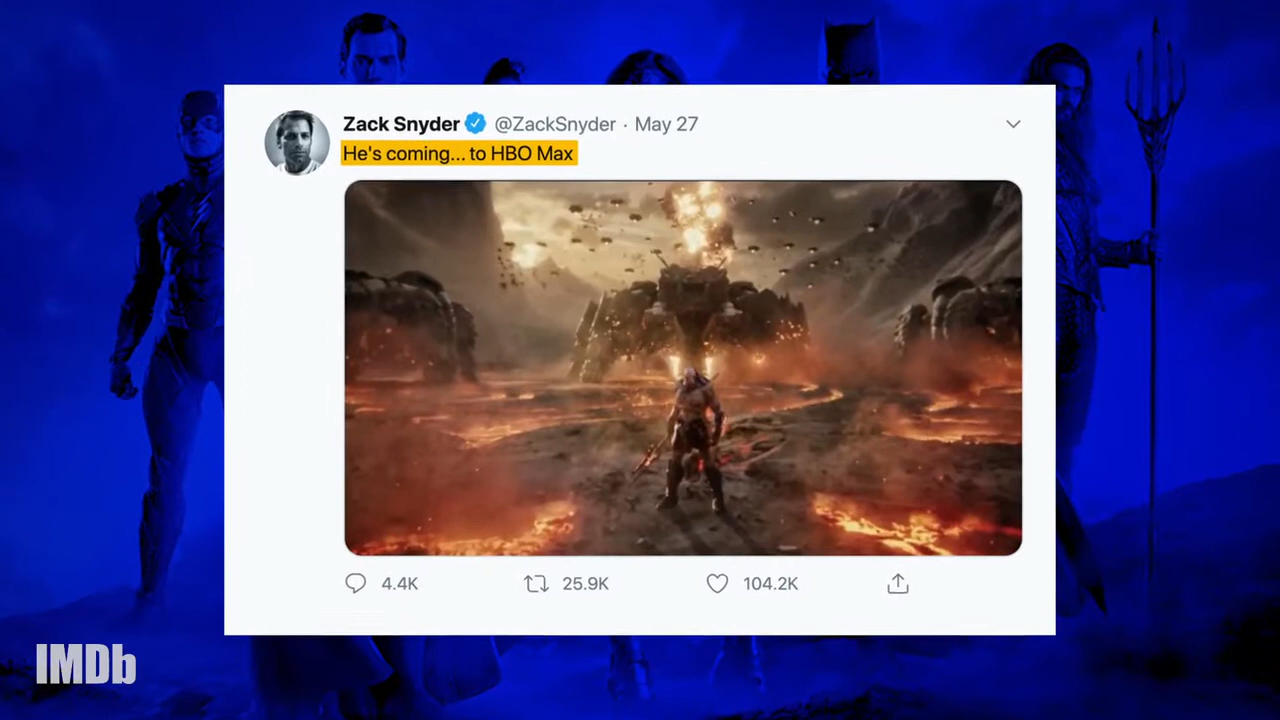 Zack Snyder @ZackSnyder · May 27
He's coming... to HBO Max
4.4K 25.9K 104.2K
IMDb